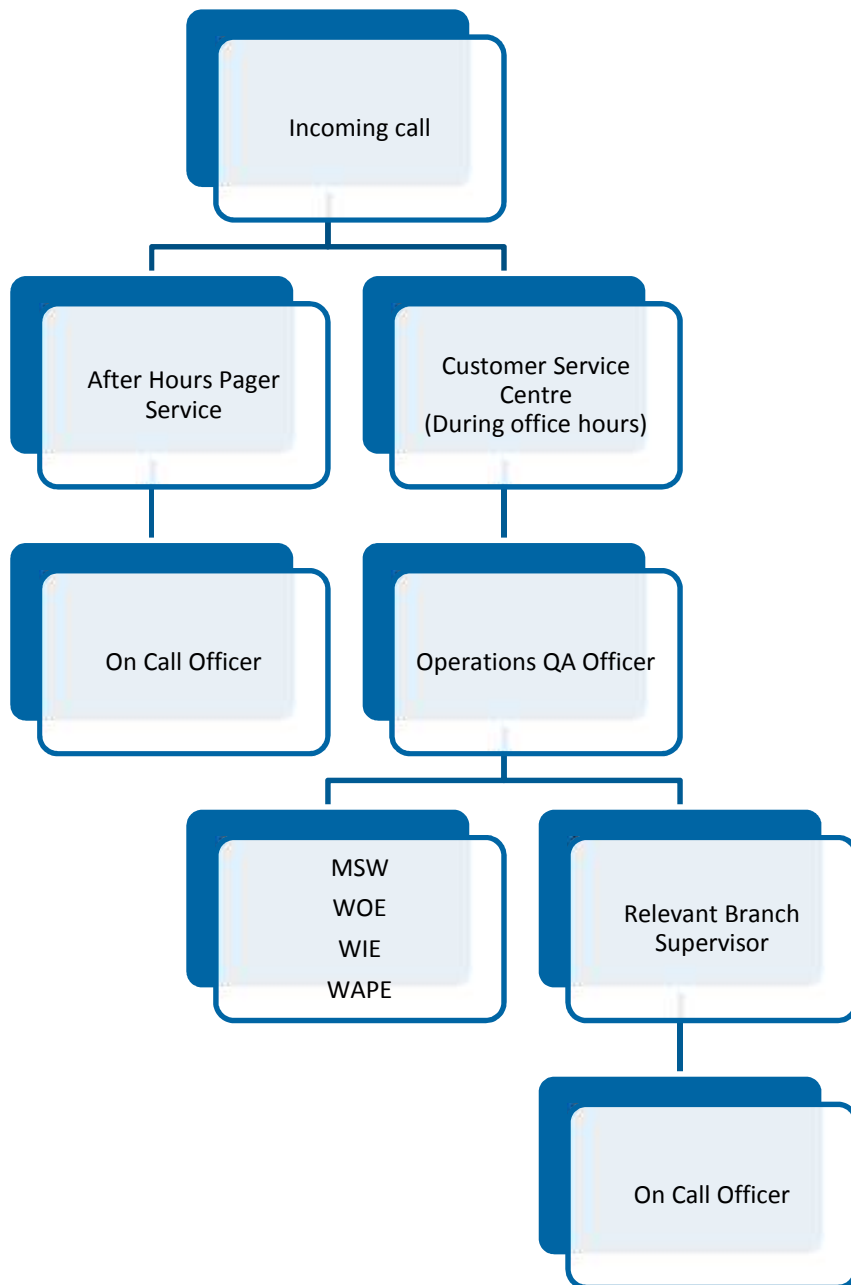 Incoming call
After Hours Pager
Service
Customer Service
Centre
(During office hours)
On Call Officer
Operations QA Officer
MSW
WOE
WIE
WAPE
Relevant Branch
Supervisor
On Call Officer